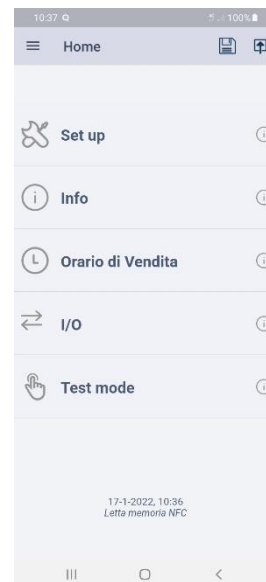 10:37
100%
Home
Set up
Info
Orario di Vendita
I/O
Test mode
17-1-2022, 10:36
Letta memoria NFC